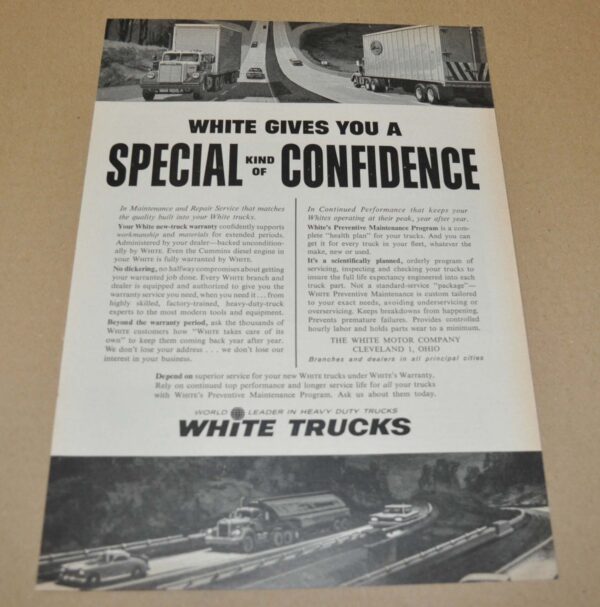 WHITE GIVES YOU A
SPECIAL KIND OF CONFIDENCE
In Maintenance and Repair Service that matches
the quality built into your White trucks.
Your White new-truck warranty confidently supports
workmanship and materials for extended periods.
Administered by your dealer—backed uncondition-
ally by WHITE. Even the Cummins diesel engine in
your WHITE is fully warranted by WHITE.
No dickering, no halfway compromises about getting
your warranted job done. Every WHITE branch and
dealer is equipped and authorized to give you the
warranty service you need, when you need it . . . from
highly skilled, factory-trained, heavy-duty-truck
experts to the most modern tools and equipment.
Beyond the warranty period, ask the thousands of
WHITE customers how "WHITE takes care of its
own" to keep them coming back year after year.
We don't lose your address . . . we don't lose our
interest in your business.
In Continued Performance that keeps your
Whites operating at their peak, year after year.
White's Preventive Maintenance Program is a com-
plete "health plan" for your trucks. And you can
get it for every truck in your fleet, whatever the
make, new or used.
It's a scientifically planned, orderly program of
servicing, inspecting and checking your trucks to
insure the full life expectancy engineered into each
truck part. Not a standard-service "package"—
WHITE Preventive Maintenance is custom tailored
to your exact needs, avoiding underservicing or
overservicing. Keeps breakdowns from happening.
Prevents premature failures. Provides controlled
hourly labor and holds parts wear to a minimum.
THE WHITE MOTOR COMPANY
CLEVELAND 1, OHIO
Branches and dealers in all principal cities
Depend on superior service for your new WHITE trucks under WHITE'S Warranty.
Rely on continued top performance and longer service life for all your trucks
with WHITE'S Preventive Maintenance Program. Ask us about them today.
WORLD LEADER IN HEAVY DUTY TRUCKS
WHITE TRUCKS